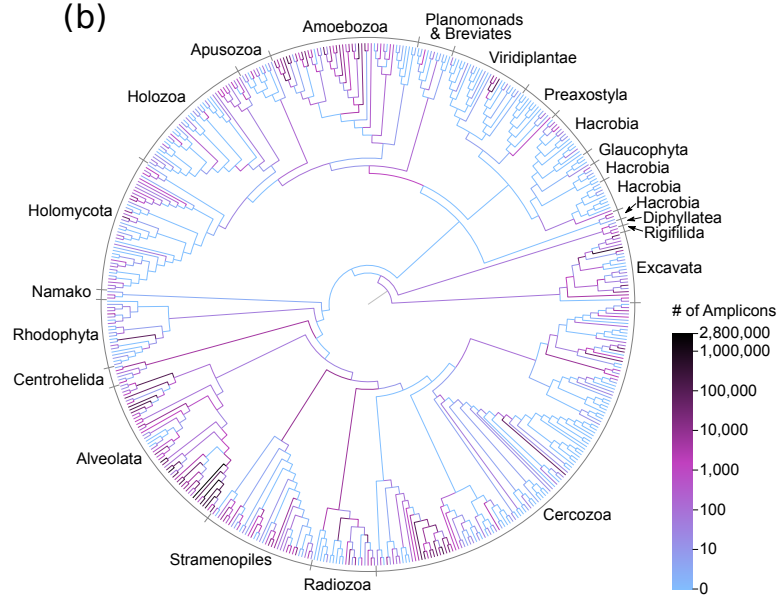 (b)
Amoebozoa
Planomonads
& Breviates
Apusozoa
Viridiplantae
Holozoa
Preaxostyla
Hacrobia
Glaucophyta
Hacrobia
Hacrobia
Hacrobia
Holomycota
Diphyllatea
Rigifilida
Excavata
Namako
# of Amplicons
Rhodophyta
2,800,000
1,000,000
Centrohelida
100,000
10,000
Alveolata
1,000
100
Cercozoa
10
Stramenopiles
Radiozoa
0